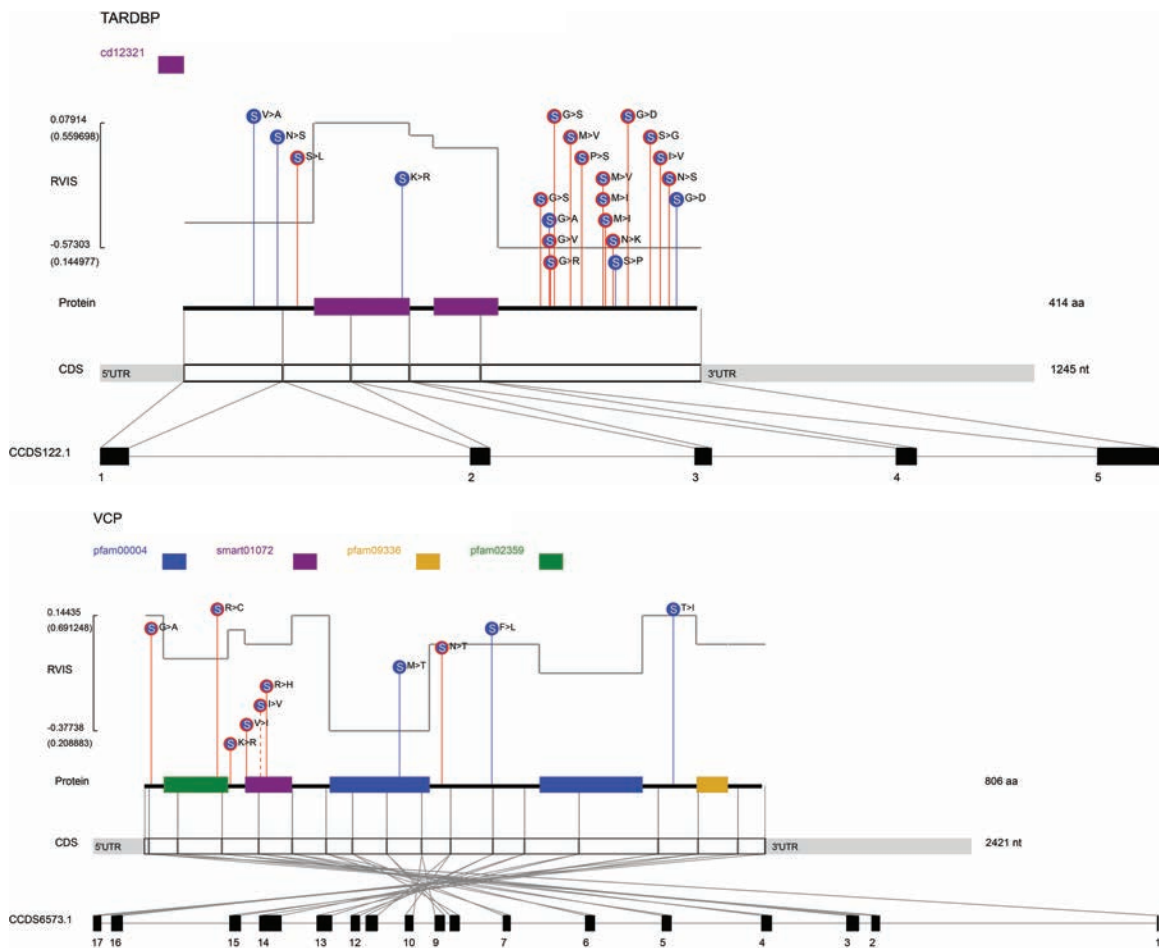 TARDBP
cd12321
0.07914
(0.559698)
RVIS
-0.57303
(0.144977)
S V>A
S N>S
S S>L
S K>R
S G>S
S M>V
S P>S
S G>D
S S>G
S I>V
S N>S
S G>D
S M>V
S M>I
S M>I
S N>K
S S>P
S G>S
S G>A
S G>V
S G>R
Protein
414 aa
CDS
5'UTR
3'UTR
1245 nt
CCDS122.1
1 2 3 4 5
VCP
pfam00004 smart01072 pfam09336 pfam02359
0.14435
(0.691248)
RVIS
-0.37738
(0.208883)
S G>A
S R>C
S K>R
S V>I
S I>V
S R>H
S M>T
S N>T
S F>L
S T>I
Protein
806 aa
CDS
5'UTR
3'UTR
2421 nt
CCDS6573.1
17 16 15 14 13 12 10 9 7 6 5 4 3 2